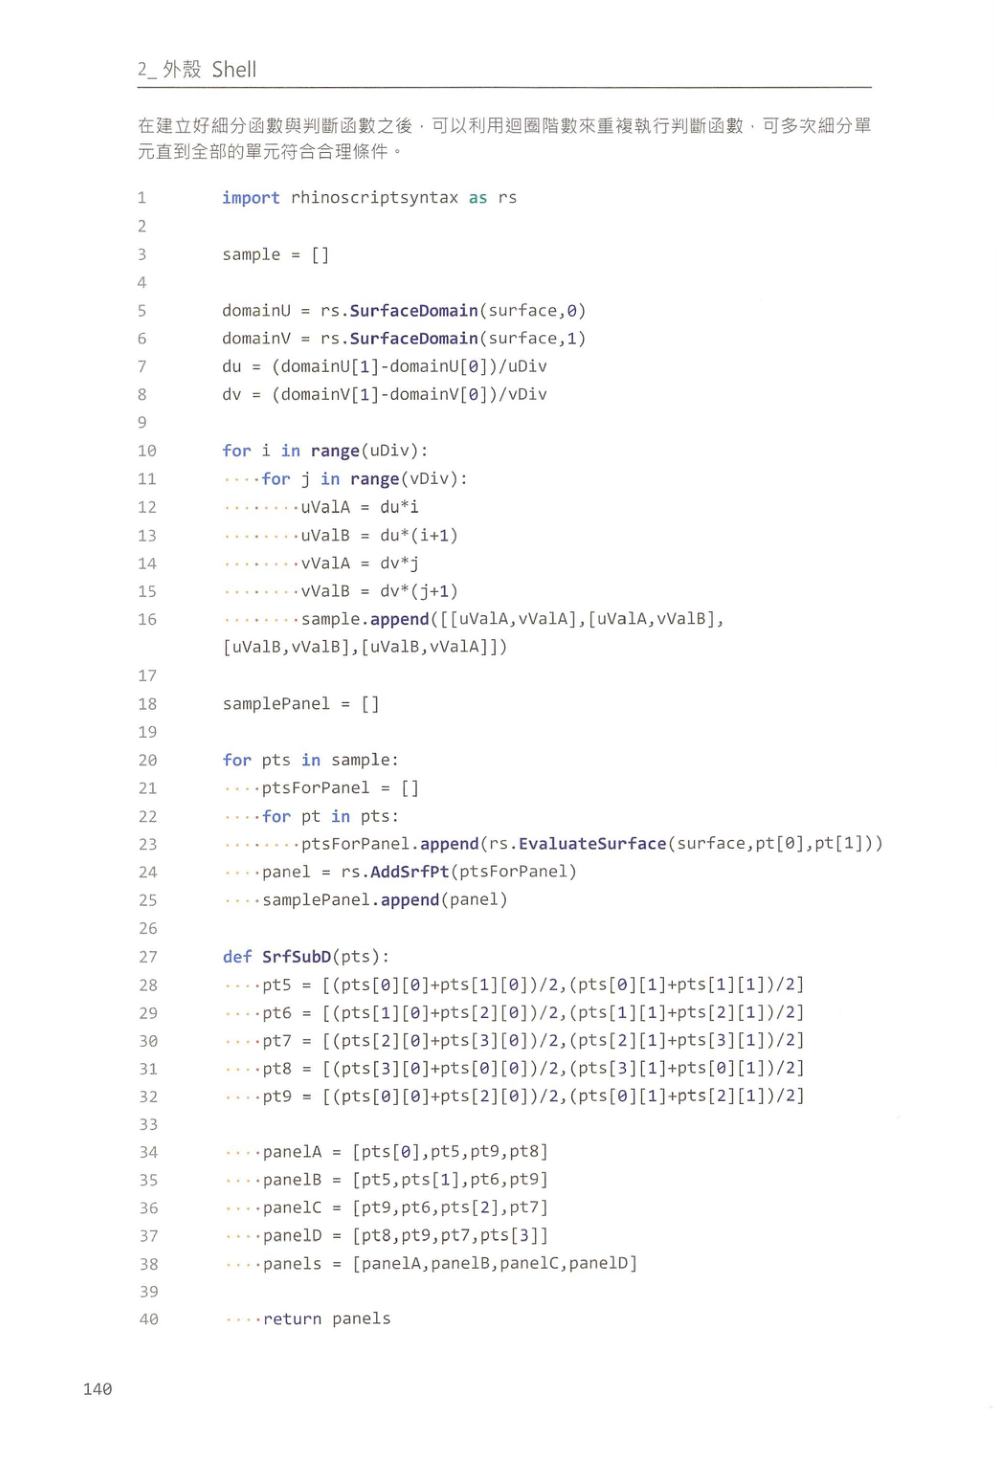 2_ 外殼 Shell
在建立好細分函數與判斷函數之後，可以利用迴圈階數來重複執行判斷函數，可多次細分單
元直到全部的單元符合合理條件。
1 import rhinoscriptsyntax as rs
2
3 sample = []
4
5 domainU = rs.SurfaceDomain(surface,0)
6 domainV = rs.SurfaceDomain(surface,1)
7 du = (domainU[1]-domainU[0])/uDiv
8 dv = (domainV[1]-domainV[0])/vDiv
9
10 for i in range(uDiv):
11 ····for j in range(vDiv):
12 ········uValA = du*i
13 ········uValB = du*(i+1)
14 ········vValA = dv*j
15 ········vValB = dv*(j+1)
16 ········sample.append([[uValA,vValA],[uValA,vValB],
[uValB,vValB],[uValB,vValA]])
17
18 samplePanel = []
19
20 for pts in sample:
21 ····ptsForPanel = []
22 ····for pt in pts:
23 ········ptsForPanel.append(rs.EvaluateSurface(surface,pt[0],pt[1]))
24 ····panel = rs.AddSrfPt(ptsForPanel)
25 ····samplePanel.append(panel)
26
27 def SrfSubD(pts):
28 ····pt5 = [(pts[0][0]+pts[1][0])/2,(pts[0][1]+pts[1][1])/2]
29 ····pt6 = [(pts[1][0]+pts[2][0])/2,(pts[1][1]+pts[2][1])/2]
30 ····pt7 = [(pts[2][0]+pts[3][0])/2,(pts[2][1]+pts[3][1])/2]
31 ····pt8 = [(pts[3][0]+pts[0][0])/2,(pts[3][1]+pts[0][1])/2]
32 ····pt9 = [(pts[0][0]+pts[2][0])/2,(pts[0][1]+pts[2][1])/2]
33
34 ····panelA = [pts[0],pt5,pt9,pt8]
35 ····panelB = [pt5,pts[1],pt6,pt9]
36 ····panelC = [pt9,pt6,pts[2],pt7]
37 ····panelD = [pt8,pt9,pt7,pts[3]]
38 ····panels = [panelA,panelB,panelC,panelD]
39
40 ····return panels
140